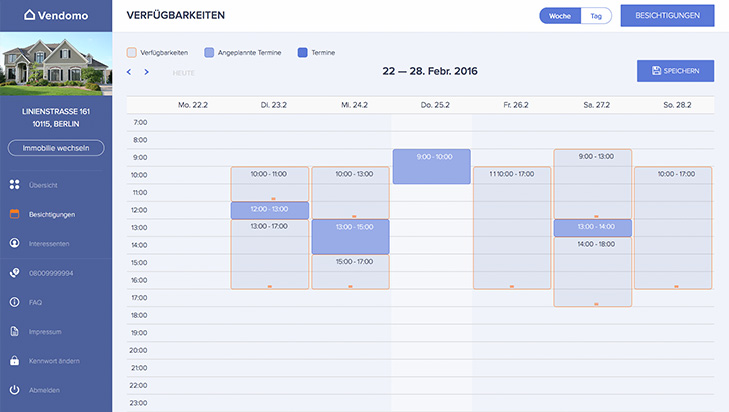 Vendomo
VERFÜGBARKEITEN
Woche
Tag
BESICHTIGUNGEN
LINIENSTRASSE 161
10115, BERLIN
Immobilie wechseln
Übersicht
Besichtigungen
Interessenten
08009999994
FAQ
Impressum
Kennwort ändern
Abmelden
Verfügbarkeiten
Angeplannte Termine
Termine
HEUTE
22 — 28. Febr. 2016
SPEICHERN
Mo. 22.2
Di. 23.2
Mi. 24.2
Do. 25.2
Fr. 26.2
Sa. 27.2
So. 28.2
7:00
8:00
9:00
9:00 - 10:00
9:00 - 13:00
10:00
10:00 - 11:00
10:00 - 13:00
1 1 10:00 - 17:00
10:00 - 17:00
11:00
12:00
12:00 - 13:00
13:00
13:00 - 17:00
13:00 - 15:00
13:00 - 14:00
14:00
14:00 - 18:00
15:00
15:00 - 17:00
16:00
17:00
18:00
19:00
20:00
21:00
22:00
23:00